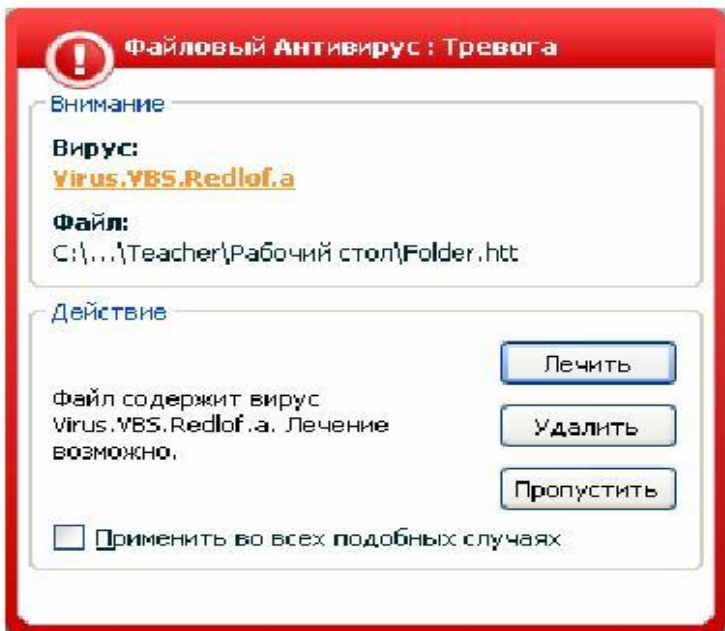 Файловый Антивирус : Тревога
Внимание
Вирус:
Virus.VBS.Redlof.a
Файл:
C:\...\Teacher\Рабочий стол\Folder.htt
Действие
Файл содержит вирус
Virus.VBS.Redlof.a. Лечение
возможно.
Лечить
Удалить
Пропустить
Применить во всех подобных случаях